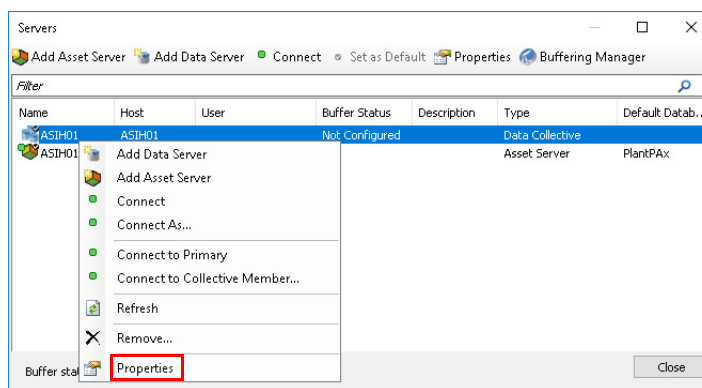 Servers
Add Asset Server Add Data Server Connect Set as Default Properties Buffering Manager
Filter
Name Host User Buffer Status Description Type Default Datab..
ASIH01 ASIH01 Not Configured Data Collective
ASIH01 Asset Server PlantPAx
Add Data Server
Add Asset Server
Connect
Connect As...
Connect to Primary
Connect to Collective Member...
Refresh
Remove...
Properties
Buffer stat
Close